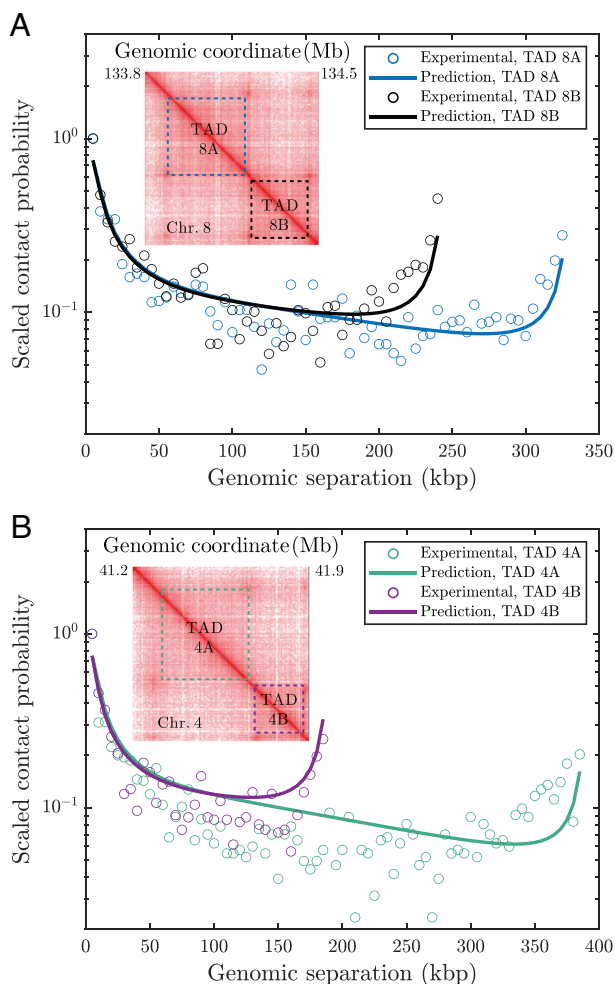 A
Genomic coordinate (Mb)
133.8 134.5
TAD
8A
TAD
8B
Chr. 8
Experimental, TAD 8A
Prediction, TAD 8A
Experimental, TAD 8B
Prediction, TAD 8B
Scaled contact probability
10^0
10^-1
0 50 100 150 200 250 300 350
Genomic separation (kbp)
B
Genomic coordinate (Mb)
41.2 41.9
TAD
4A
TAD
4B
Chr. 4
Experimental, TAD 4A
Prediction, TAD 4A
Experimental, TAD 4B
Prediction, TAD 4B
Scaled contact probability
10^0
10^-1
0 50 100 150 200 250 300 350 400
Genomic separation (kbp)